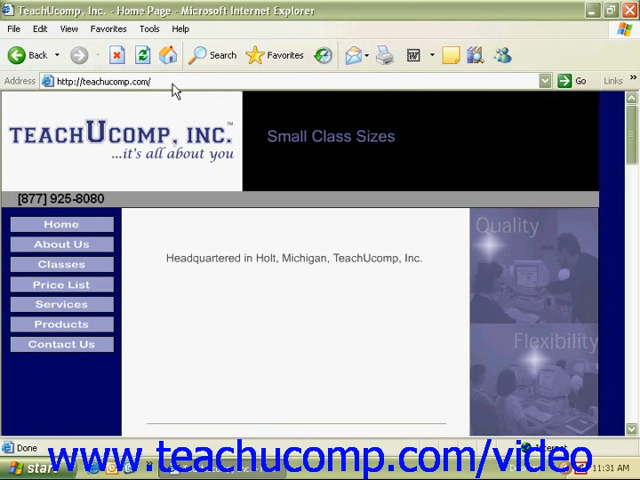 TeachUcomp, Inc. - Home Page - Microsoft Internet Explorer
File Edit View Favorites Tools Help
Back Search Favorites
Address http://teachucomp.com/ Go Links
TEACHUCOMP, INC.™
...it's all about you
Small Class Sizes
[877] 925-8080
Home
About Us
Classes
Price List
Services
Products
Contact Us
Headquartered in Holt, Michigan, TeachUcomp, Inc.
Quality
Flexibility
Done
www.teachucomp.com/video
start 11:31 AM